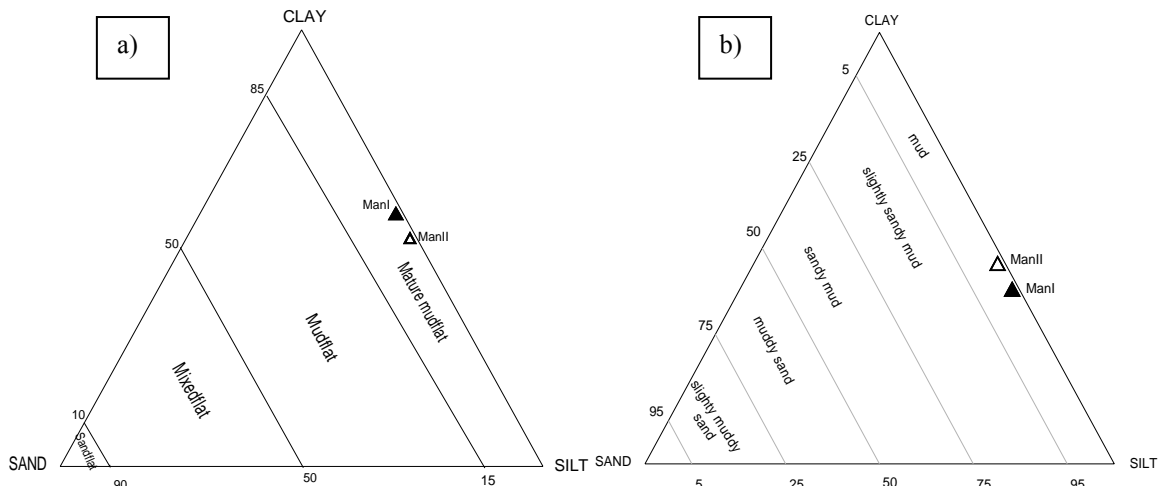 a)
CLAY
85
50
10
ManI
ManII
Mature mudflat
Mudflat
Mixedflat
Sandflat
SAND
90
50
15
SILT
b)
CLAY
5
25
50
75
95
mud
slightly sandy mud
sandy mud
muddy sand
slighty muddy
sand
ManII
ManI
SAND
5
25
50
75
95
SILT